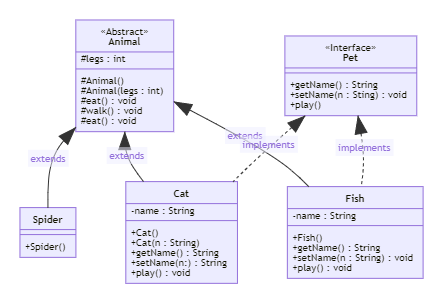 «Abstract»
Animal
#legs : int
#Animal()
#Animal(legs : int)
#eat() : void
#walk() : void
#eat() : void
«Interface»
Pet
+getName() : String
+setName(n : Sting) : void
+play()
extends
extends
extends
implements
implements
Spider
+Spider()
Cat
-name : String
+Cat()
+Cat(n : String)
+getName() : String
+setName(n:) : String
+play() : void
Fish
-name : String
+Fish()
+getName() : String
+setName(n : String) : void
+play() : void